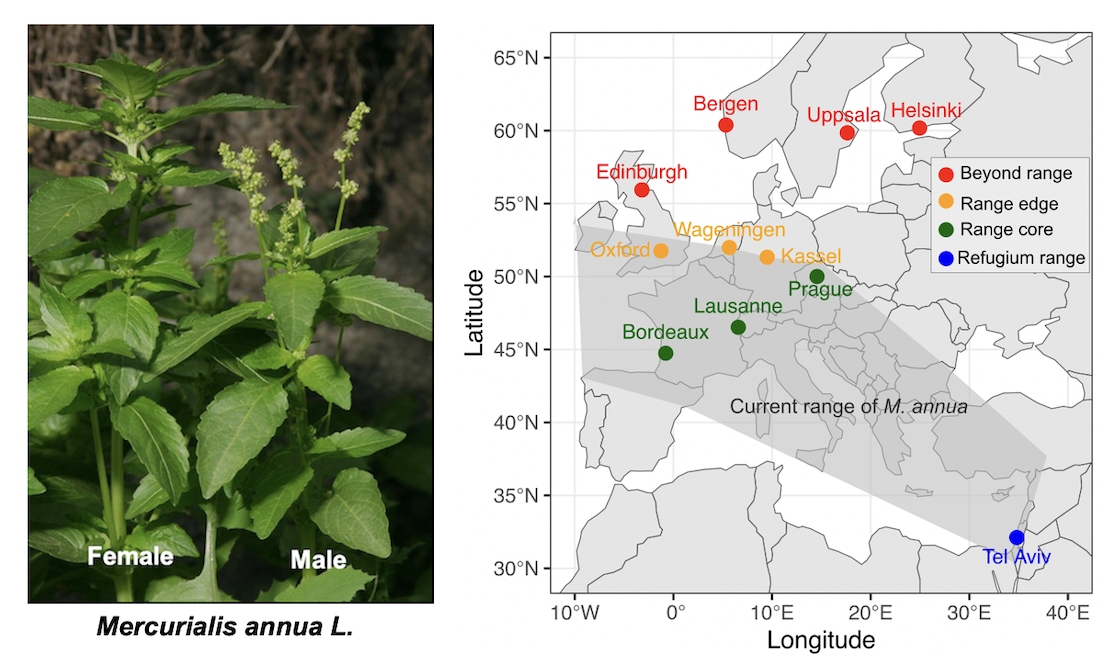 Female
Male
Mercurialis annua L.
Latitude
65°N
60°N
55°N
50°N
45°N
40°N
35°N
30°N
Bergen
Uppsala
Helsinki
Edinburgh
Wageningen
Oxford
Kassel
Prague
Lausanne
Bordeaux
Current range of M. annua
Tel Aviv
Beyond range
Range edge
Range core
Refugium range
10°W
0°
10°E
20°E
30°E
40°E
Longitude